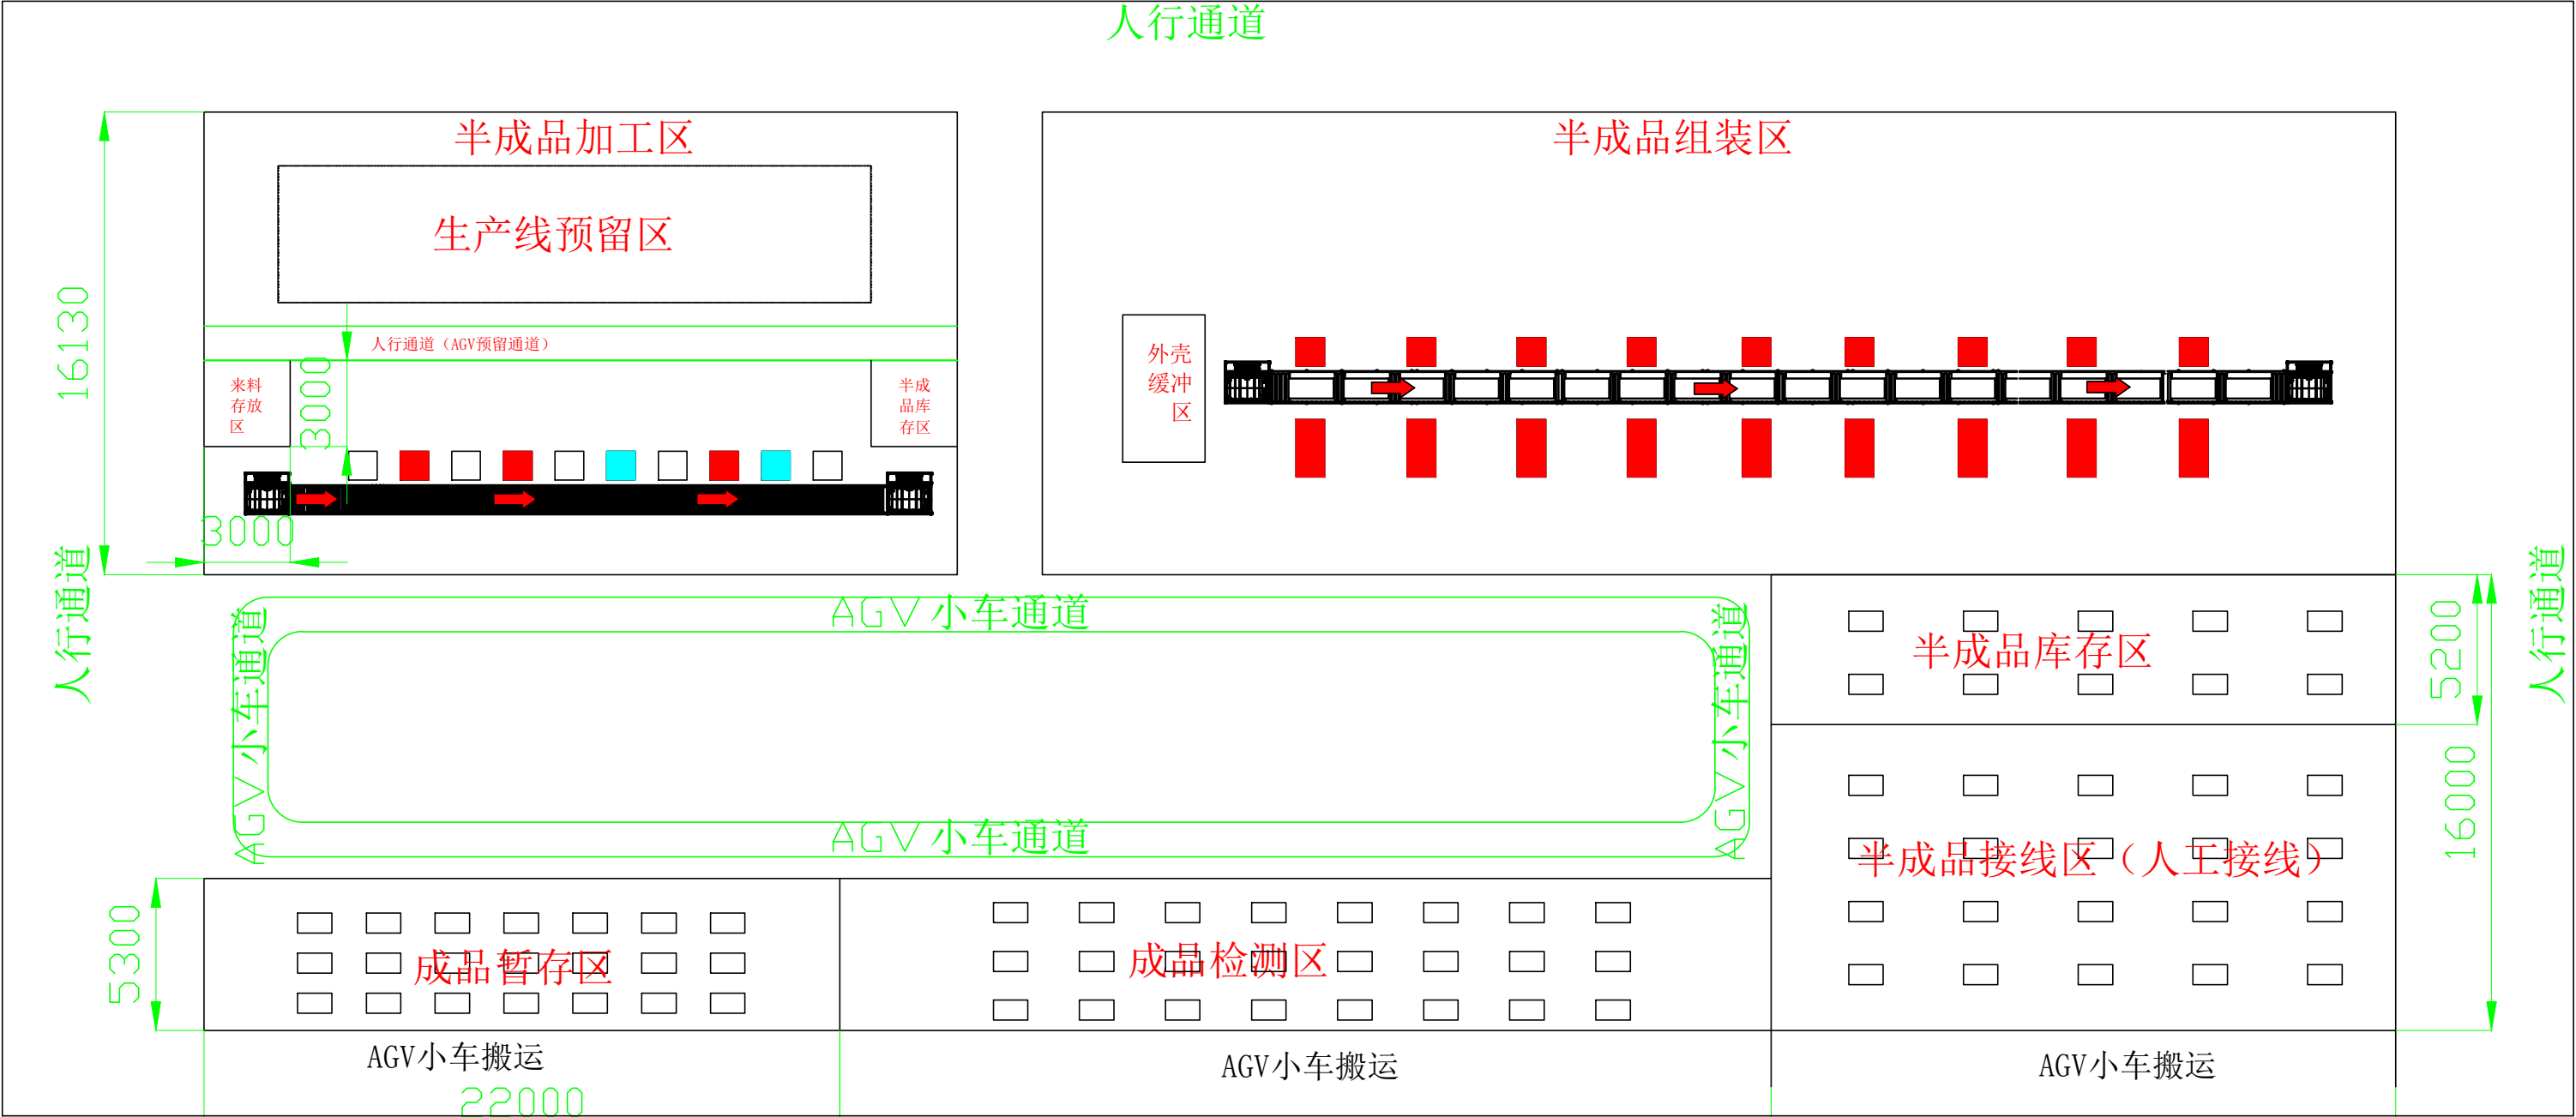 人行通道
半成品加工区
半成品组装区
生产线预留区
16130
人行通道（AGV预留通道）
来料
存放
区
3000
半成
品库
存区
外壳
缓冲
区
3000
人行通道
AGV小车通道
AGV小车通道
AGV小车通道
AGV小车通道
半成品库存区
5200
人行通道
16000
半成品接线区（人工接线）
5300
成品暂存区
成品检测区
AGV小车搬运
AGV小车搬运
AGV小车搬运
22000